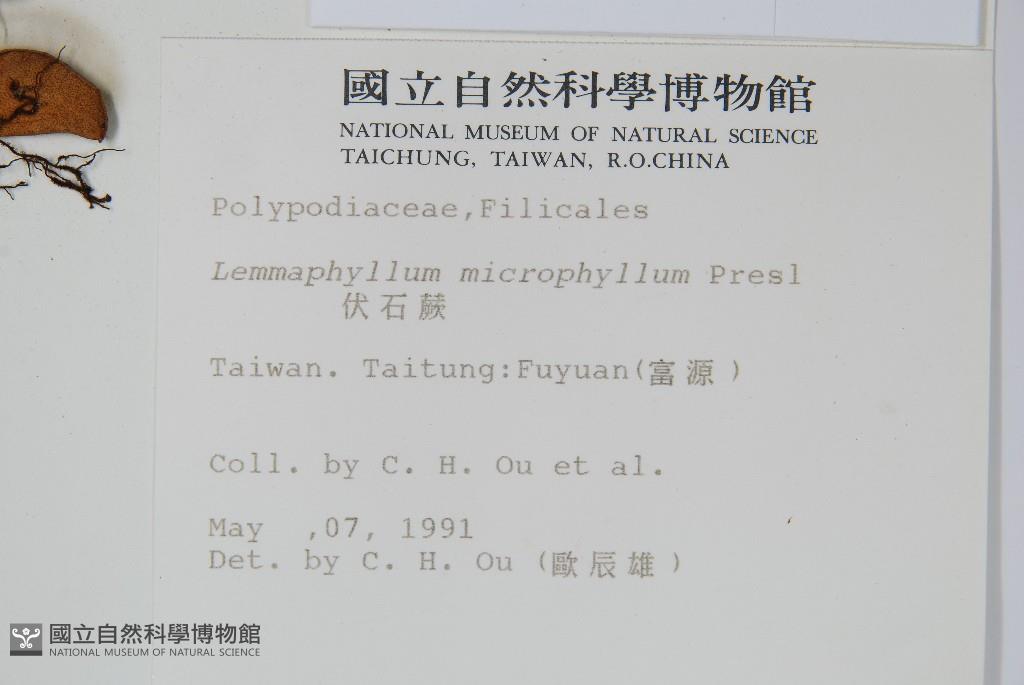 國立自然科學博物館
NATIONAL MUSEUM OF NATURAL SCIENCE
TAICHUNG, TAIWAN, R.O.CHINA
Polypodiaceae,Filicales
Lemmaphyllum microphyllum Presl
伏石蕨
Taiwan. Taitung:Fuyuan(富源)
Coll. by C. H. Ou et al.
May  ,07, 1991
Det. by C. H. Ou (歐辰雄)
國立自然科學博物館
NATIONAL MUSEUM OF NATURAL SCIENCE